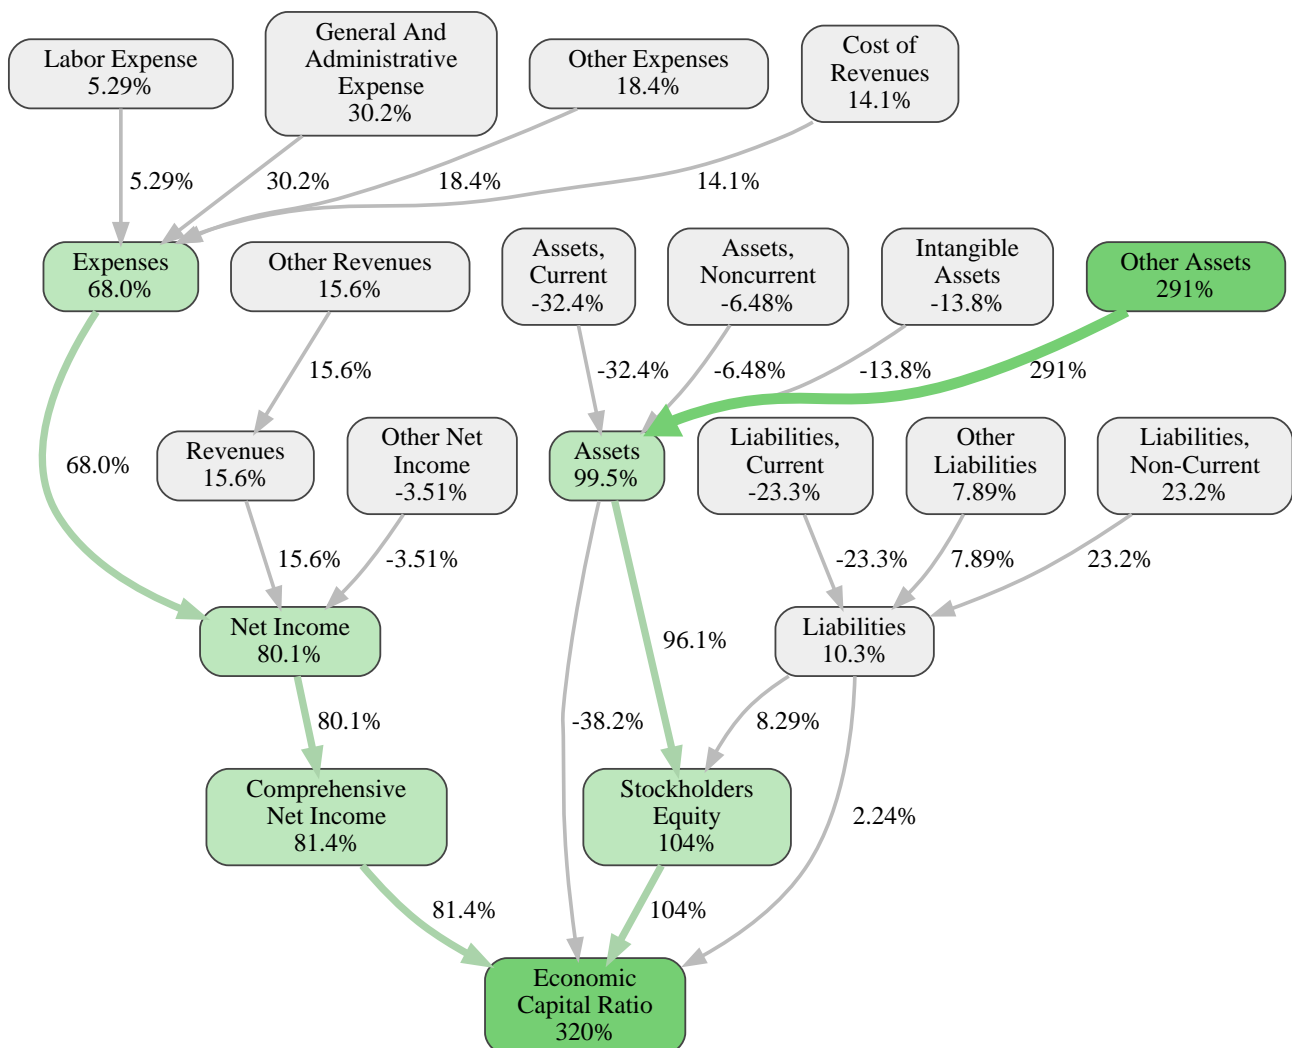 Labor Expense
5.29%
General And
Administrative
Expense
30.2%
Other Expenses
18.4%
Cost of
Revenues
14.1%
5.29%
30.2%
18.4%
14.1%
Expenses
68.0%
Other Revenues
15.6%
Assets,
Current
-32.4%
Assets,
Noncurrent
-6.48%
Intangible
Assets
-13.8%
Other Assets
291%
15.6%
-32.4%
-6.48%
-13.8%
291%
68.0%
Revenues
15.6%
Other Net
Income
-3.51%
Assets
99.5%
Liabilities,
Current
-23.3%
Other
Liabilities
7.89%
Liabilities,
Non-Current
23.2%
15.6%
-3.51%
-23.3%
7.89%
23.2%
Net Income
80.1%
96.1%
Liabilities
10.3%
80.1%
-38.2%
8.29%
Comprehensive
Net Income
81.4%
Stockholders
Equity
104%
2.24%
81.4%
104%
Economic
Capital Ratio
320%